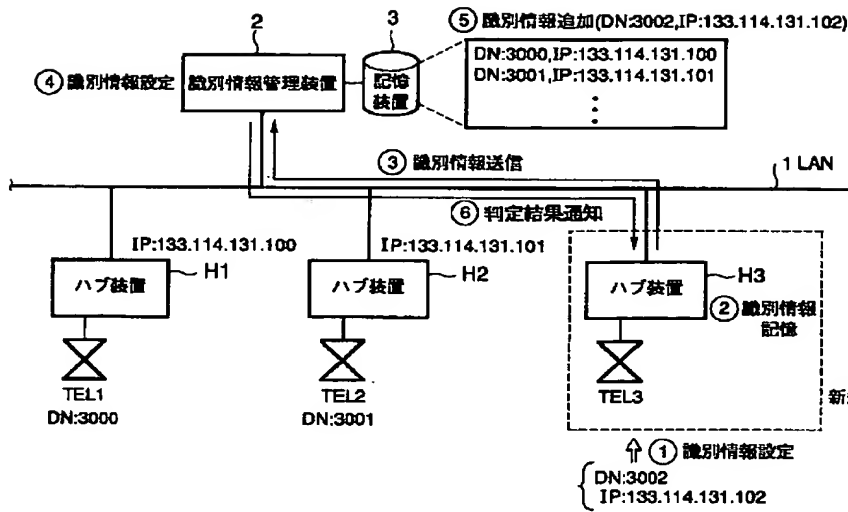 ⑤ 識別情報追加(DN:3002,IP:133.114.131.102)
2
3
④ 識別情報設定
識別情報管理装置
記憶
装置
DN:3000,IP:133.114.131.100
DN:3001,IP:133.114.131.101
③ 識別情報送信
1 LAN
⑥ 判定結果通知
IP:133.114.131.100
IP:133.114.131.101
ハブ装置
H1
ハブ装置
H2
ハブ装置
H3
② 識別情報
記憶
TEL1
DN:3000
TEL2
DN:3001
TEL3
新
① 識別情報設定
DN:3002
IP:133.114.131.102